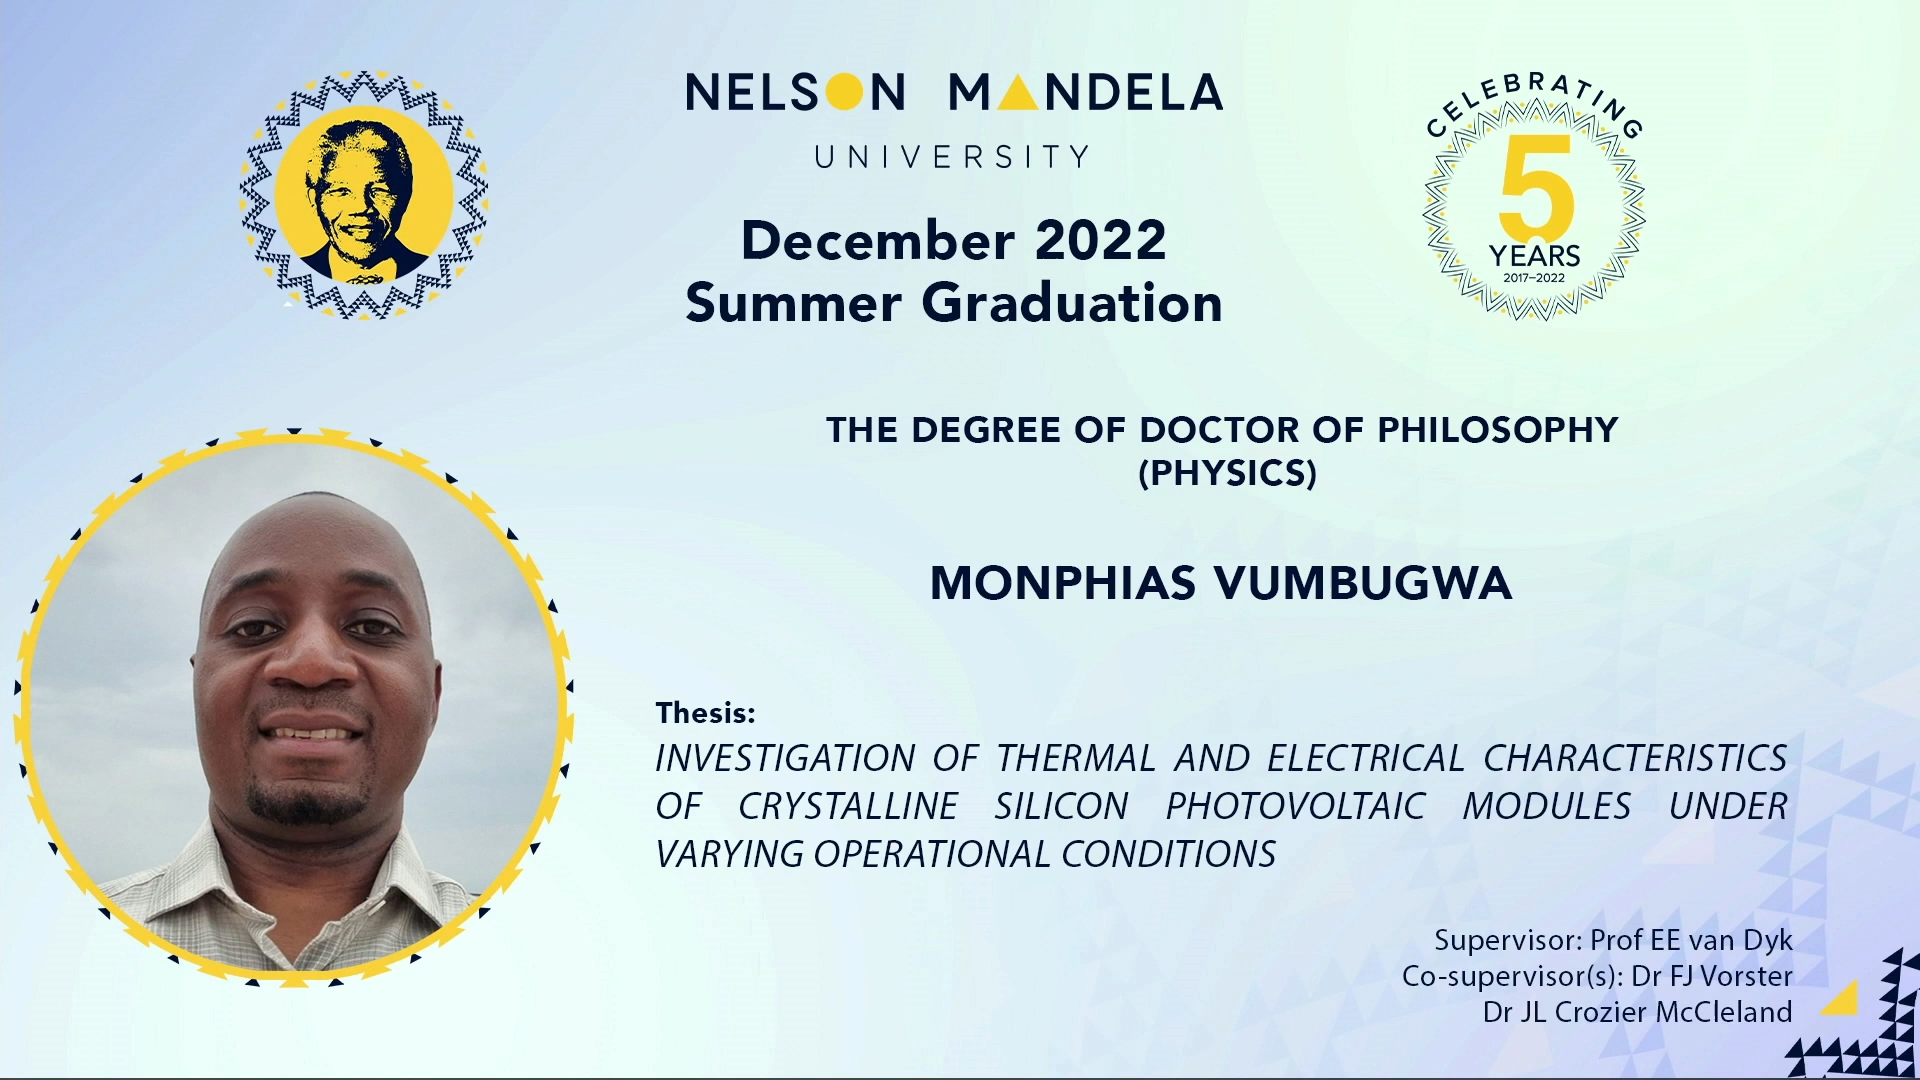 NELSON MANDELA
UNIVERSITY
December 2022
Summer Graduation
CELEBRATING
5
YEARS
2017–2022
THE DEGREE OF DOCTOR OF PHILOSOPHY
(PHYSICS)
MONPHIAS VUMBUGWA
Thesis:
INVESTIGATION OF THERMAL AND ELECTRICAL CHARACTERISTICS
OF CRYSTALLINE SILICON PHOTOVOLTAIC MODULES UNDER
VARYING OPERATIONAL CONDITIONS
Supervisor: Prof EE van Dyk
Co-supervisor(s): Dr FJ Vorster
Dr JL Crozier McCleland